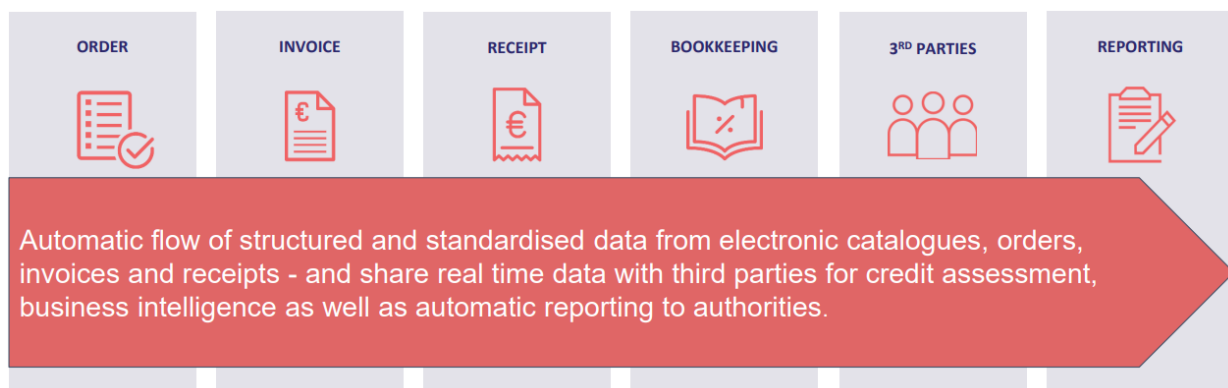 ORDER
INVOICE
RECEIPT
BOOKKEEPING
3RD PARTIES
REPORTING
€
€
%
Automatic flow of structured and standardised data from electronic catalogues, orders,
invoices and receipts - and share real time data with third parties for credit assessment,
business intelligence as well as automatic reporting to authorities.